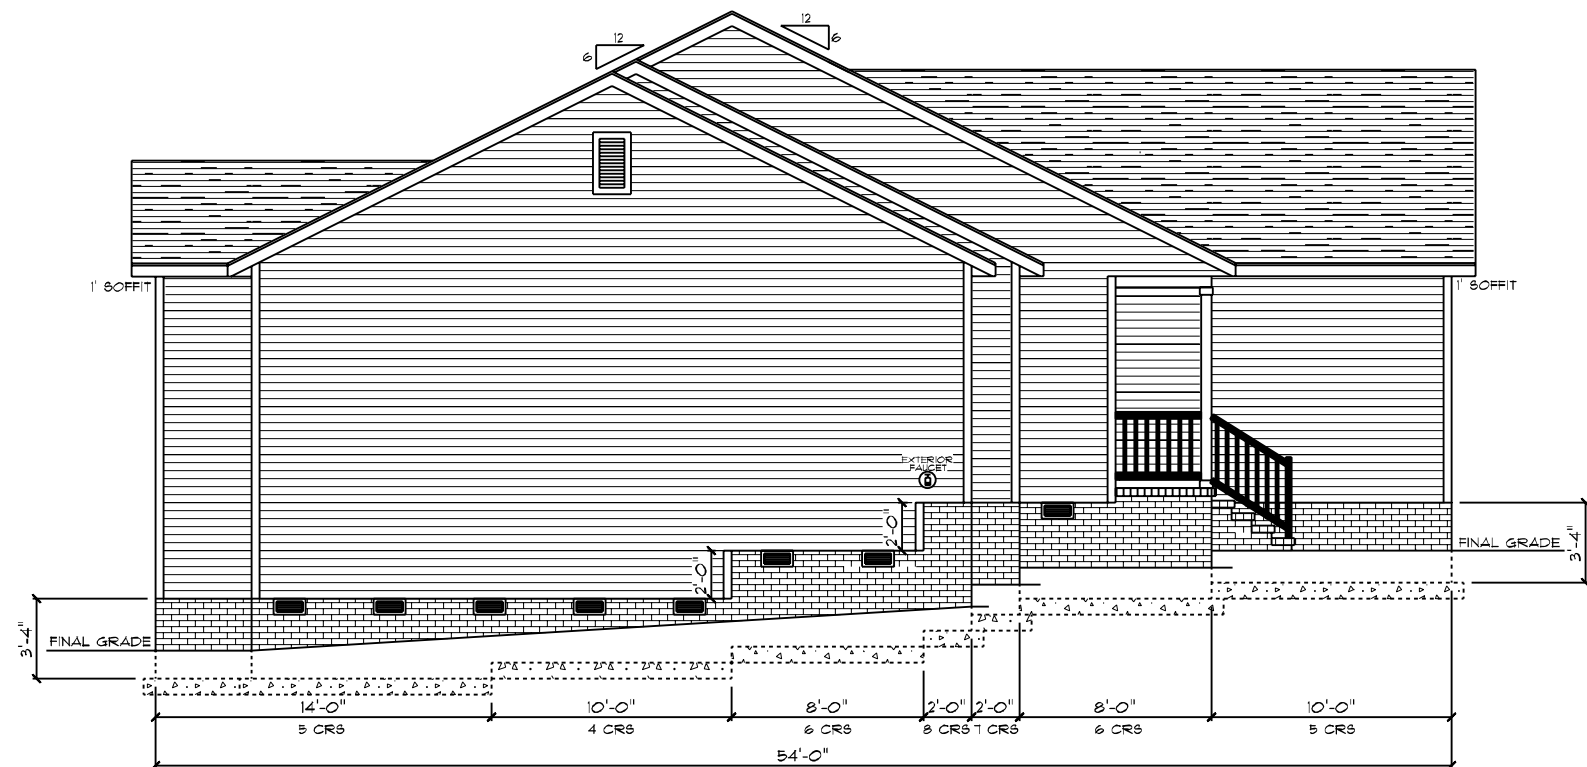 12
6
12
6
1' SOFFIT
1' SOFFIT
EXTERIOR
FAUCET
2'-0"
2'-0"
FINAL GRADE
3'-4"
3'-4"
FINAL GRADE
14'-0"
10'-0"
8'-0"
2'-0"
2'-0"
8'-0"
10'-0"
5 CRS
4 CRS
6 CRS
8 CRS
7 CRS
6 CRS
5 CRS
54'-0"